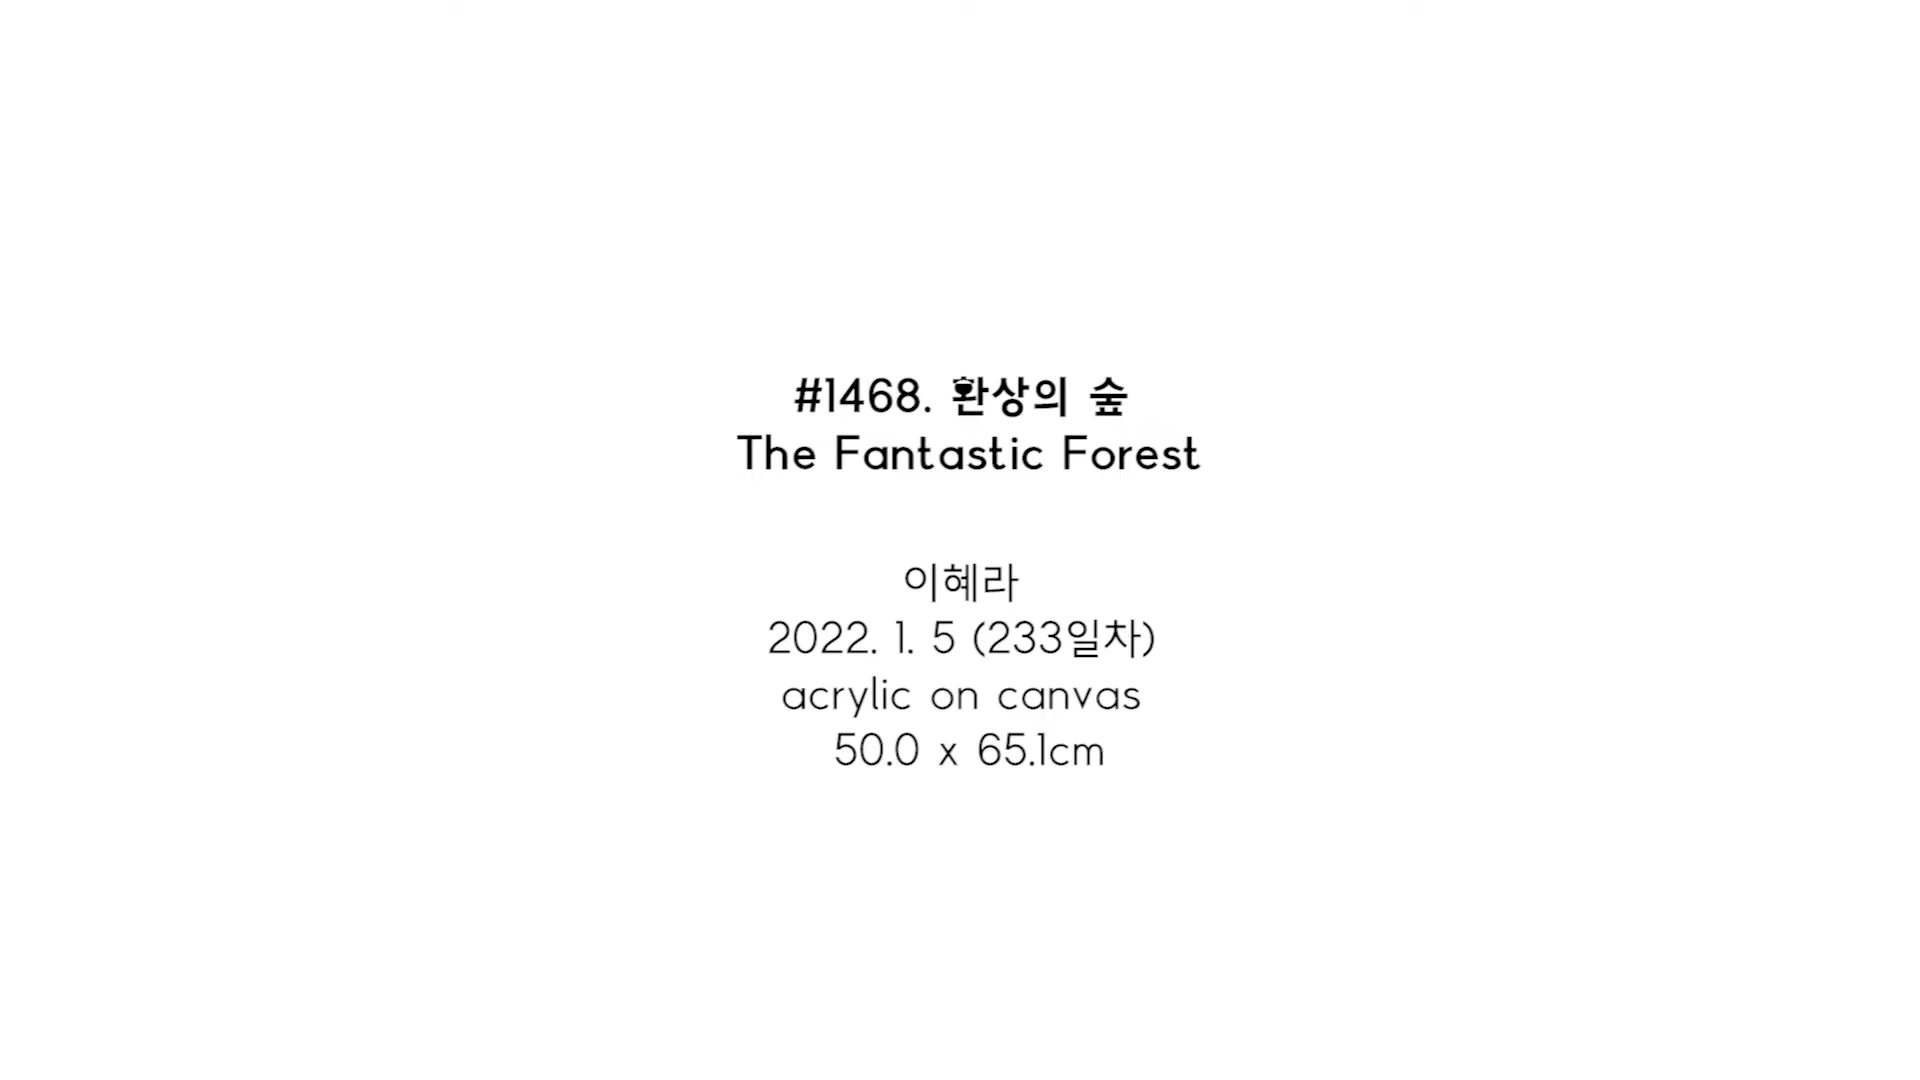 #1468. 환상의 숲
The Fantastic Forest
이혜라
2022. 1. 5 (233일차)
acrylic on canvas
50.0 x 65.1cm